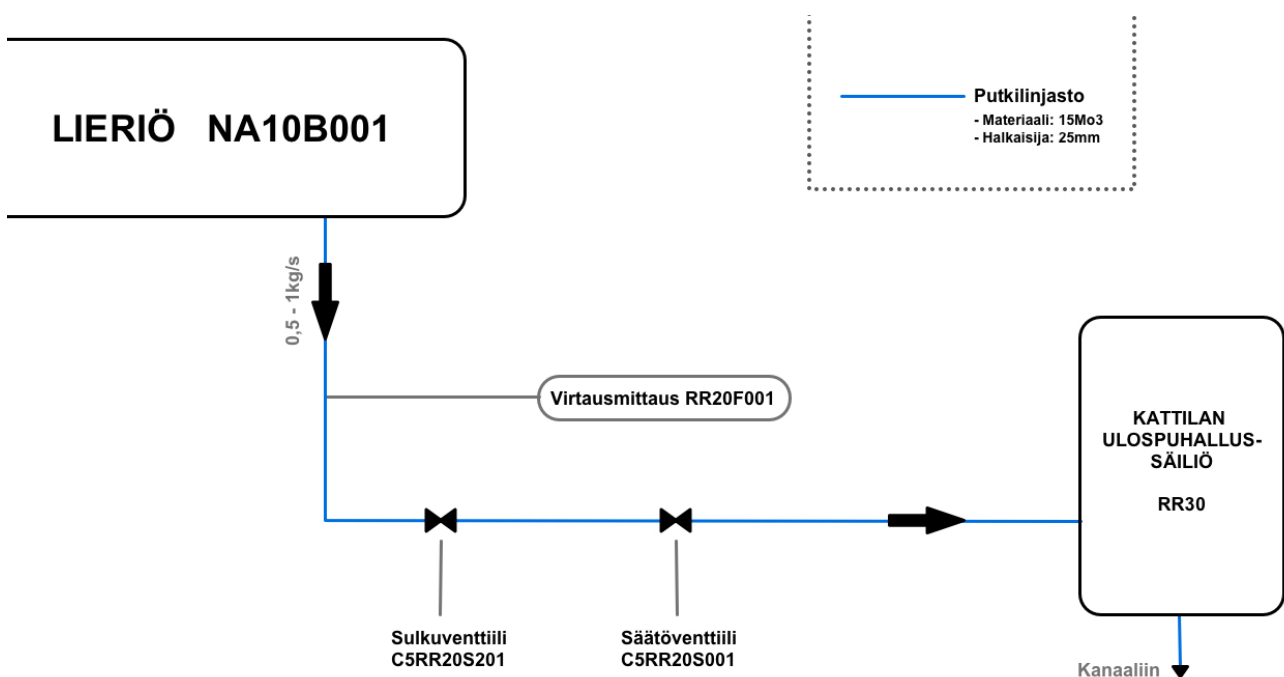 Putkilinjasto
- Materiaali: 15Mo3
- Halkaisija: 25mm
LIERIÖ NA10B001
0,5 - 1kg/s
Virtausmittaus RR20F001
KATTILAN
ULOSPUHALLUS-
SÄILIÖ
RR30
Sulkuventtiili
C5RR20S201
Säätöventtiili
C5RR20S001
Kanaaliin